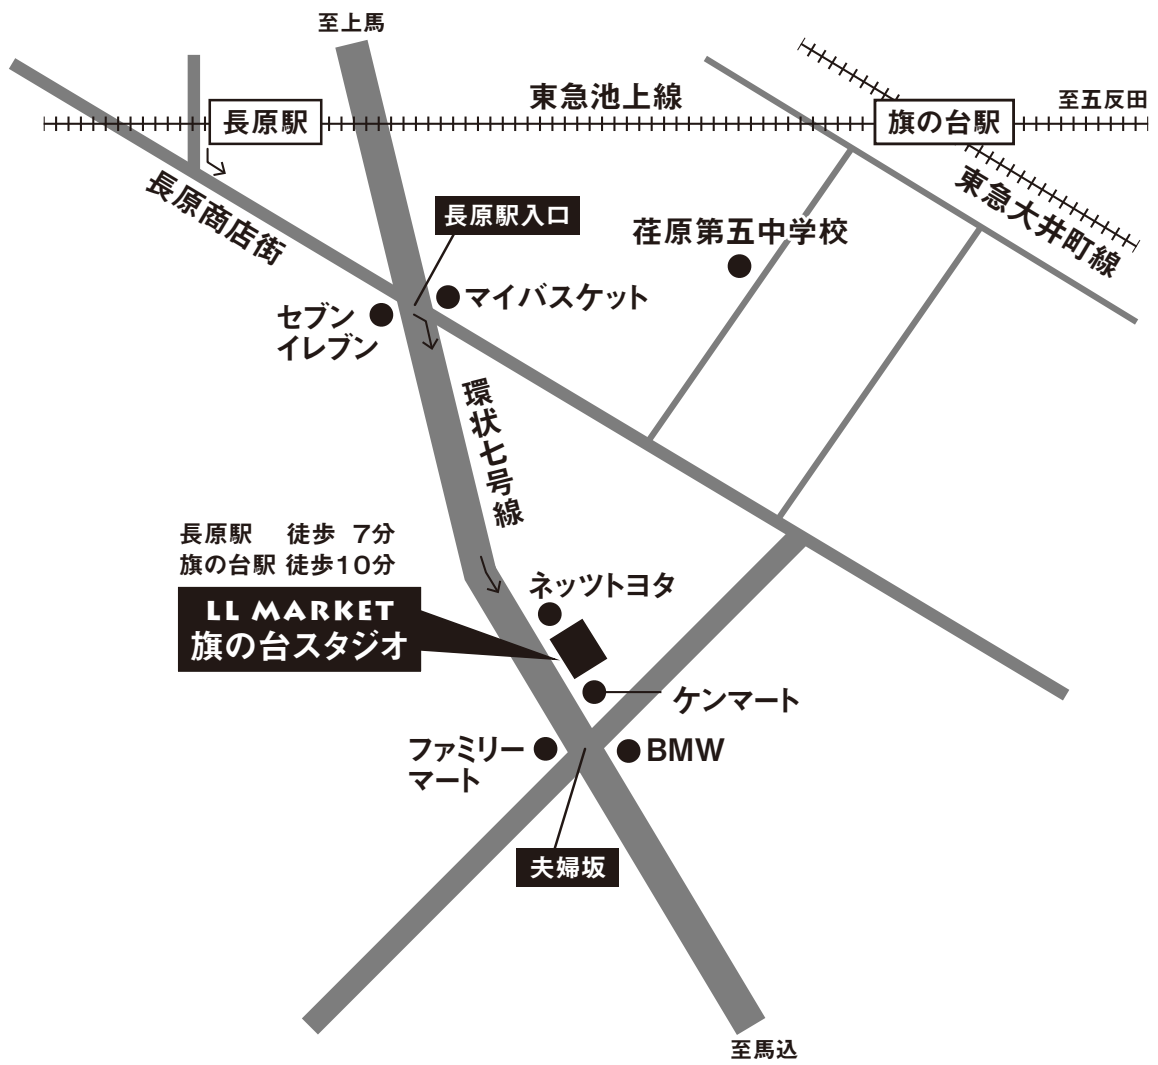 至上馬
東急池上線
至五反田
長原駅
旗の台駅
東急大井町線
長原商店街
長原駅入口
荏原第五中学校
マイバスケット
セブン
イレブン
環状七号線
長原駅 徒歩 7分
旗の台駅 徒歩10分
LL MARKET
旗の台スタジオ
ネッツトヨタ
ケンマート
ファミリー
マート
BMW
夫婦坂
至馬込